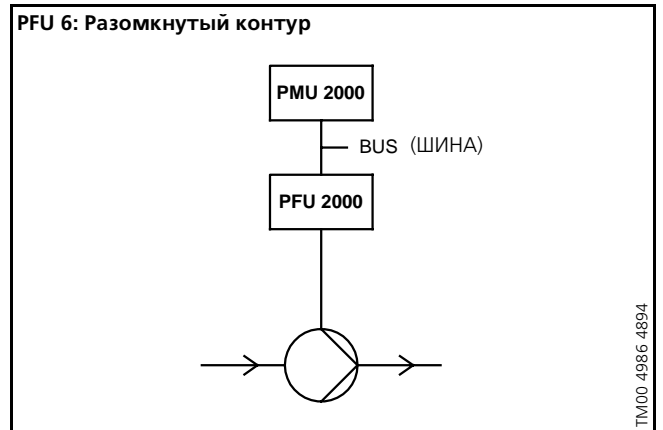 PFU 6: Разомкнутый контур
PMU 2000
BUS (ШИНА)
PFU 2000
TM00 4986 4894